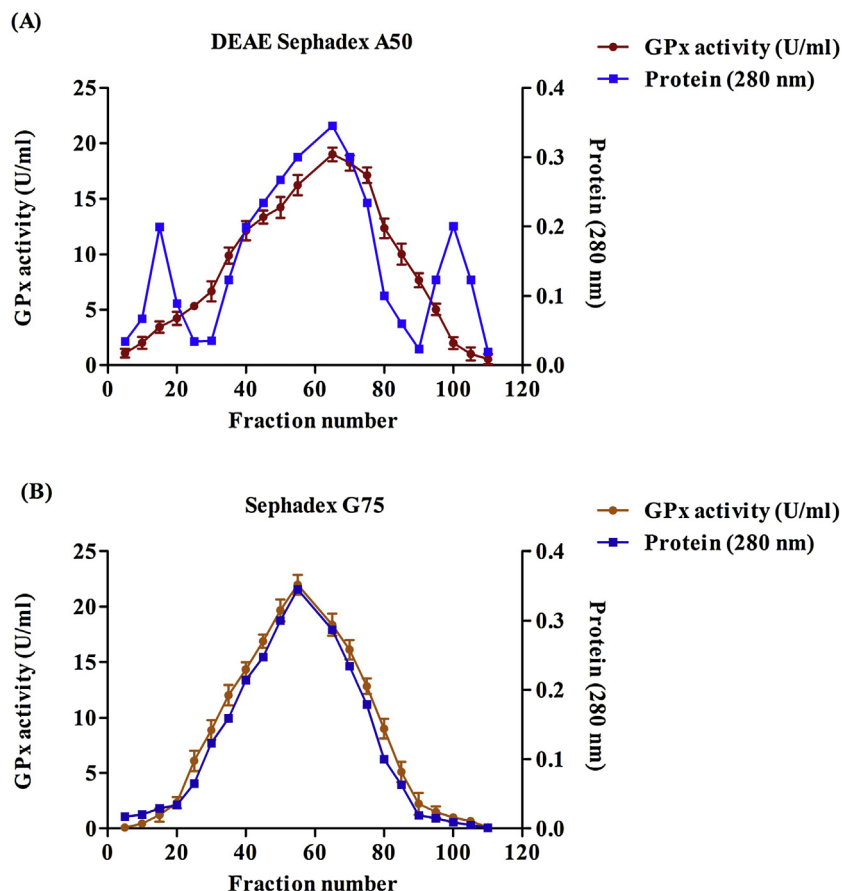 (A)
DEAE Sephadex A50
GPx activity (U/ml)
Protein (280 nm)
25
20
15
10
5
0
GPx activity (U/ml)
0.4
0.3
0.2
0.1
0.0
Protein (280 nm)
0
20
40
60
80
100
120
Fraction number
(B)
Sephadex G75
GPx activity (U/ml)
Protein (280 nm)
25
20
15
10
5
0
GPx activity (U/ml)
0.4
0.3
0.2
0.1
0.0
Protein (280 nm)
0
20
40
60
80
100
120
Fraction number